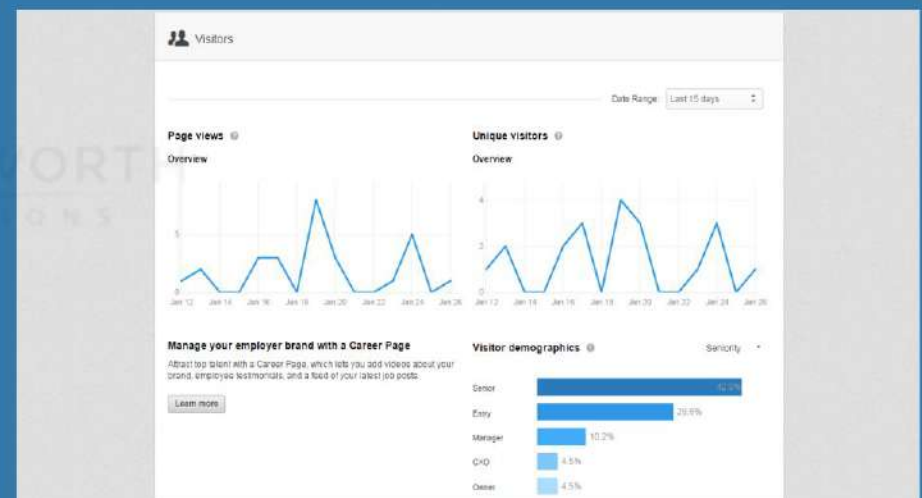 Visitors
Date Range: Last 15 days
Page views
Overview
5
0
Jan 12 Jan 14 Jan 16 Jan 18 Jan 20 Jan 22 Jan 24 Jan 26
Unique visitors
Overview
4
2
0
Jan 12 Jan 14 Jan 16 Jan 18 Jan 20 Jan 22 Jan 24 Jan 26
Manage your employer brand with a Career Page
Attract top talent with a Career Page, which lets you add videos about your
brand, employee testimonials, and a feed of your latest job posts.
Learn more
Visitor demographics
Seniority
Senior
Entry
Manager 10.2%
CXO 4.5%
Owner 4.5%